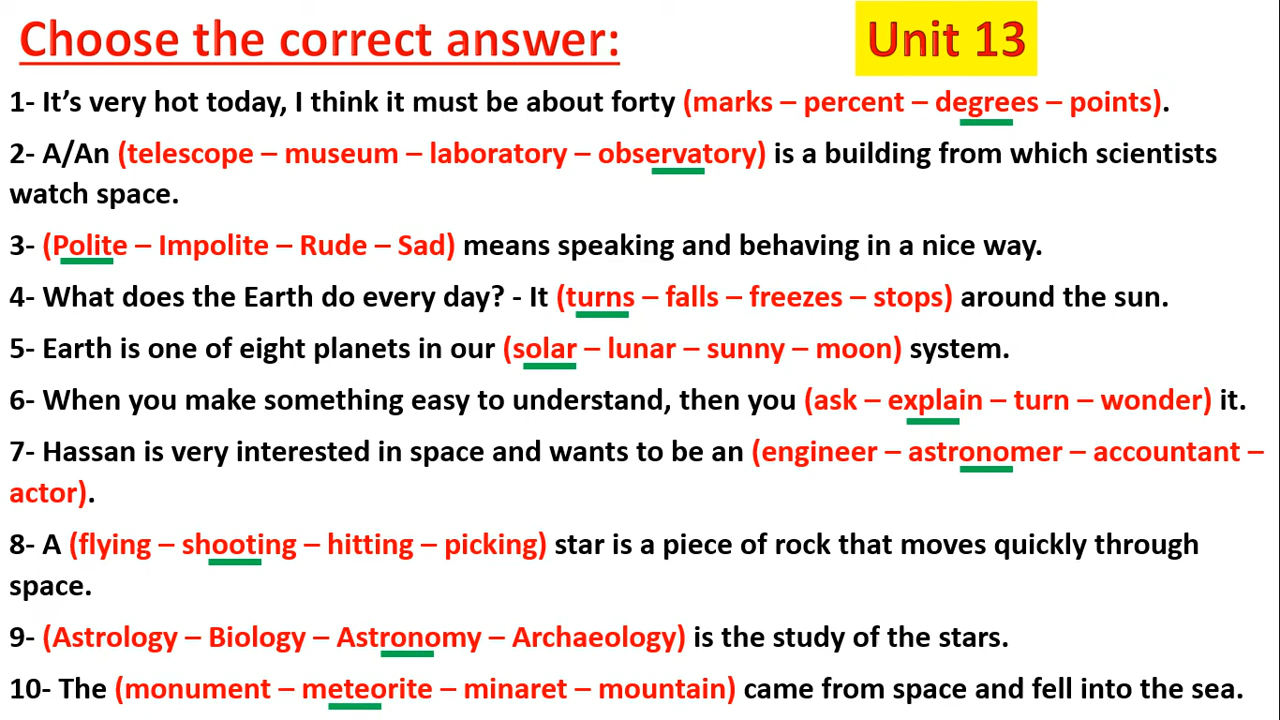 Choose the correct answer:
Unit 13
1- It’s very hot today, I think it must be about forty (marks – percent – degrees – points).
2- A/An (telescope – museum – laboratory – observatory) is a building from which scientists
watch space.
3- (Polite – Impolite – Rude – Sad) means speaking and behaving in a nice way.
4- What does the Earth do every day? - It (turns – falls – freezes – stops) around the sun.
5- Earth is one of eight planets in our (solar – lunar – sunny – moon) system.
6- When you make something easy to understand, then you (ask – explain – turn – wonder) it.
7- Hassan is very interested in space and wants to be an (engineer – astronomer – accountant –
actor).
8- A (flying – shooting – hitting – picking) star is a piece of rock that moves quickly through
space.
9- (Astrology – Biology – Astronomy – Archaeology) is the study of the stars.
10- The (monument – meteorite – minaret – mountain) came from space and fell into the sea.